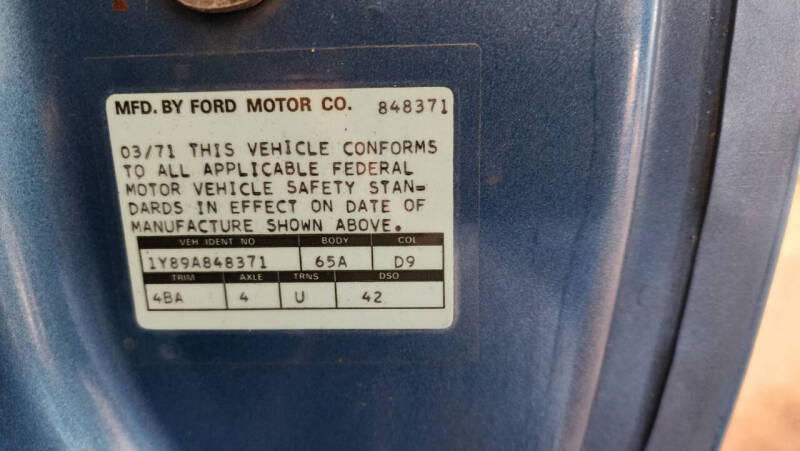 MFD. BY FORD MOTOR CO. 848371
03/71 THIS VEHICLE CONFORMS
TO ALL APPLICABLE FEDERAL
MOTOR VEHICLE SAFETY STAN=
DARDS IN EFFECT ON DATE OF
MANUFACTURE SHOWN ABOVE.
VEH IDENT NO BODY COL
1Y89A848371 65A D9
TRIM AXLE TRNS DSO
4BA 4 U 42